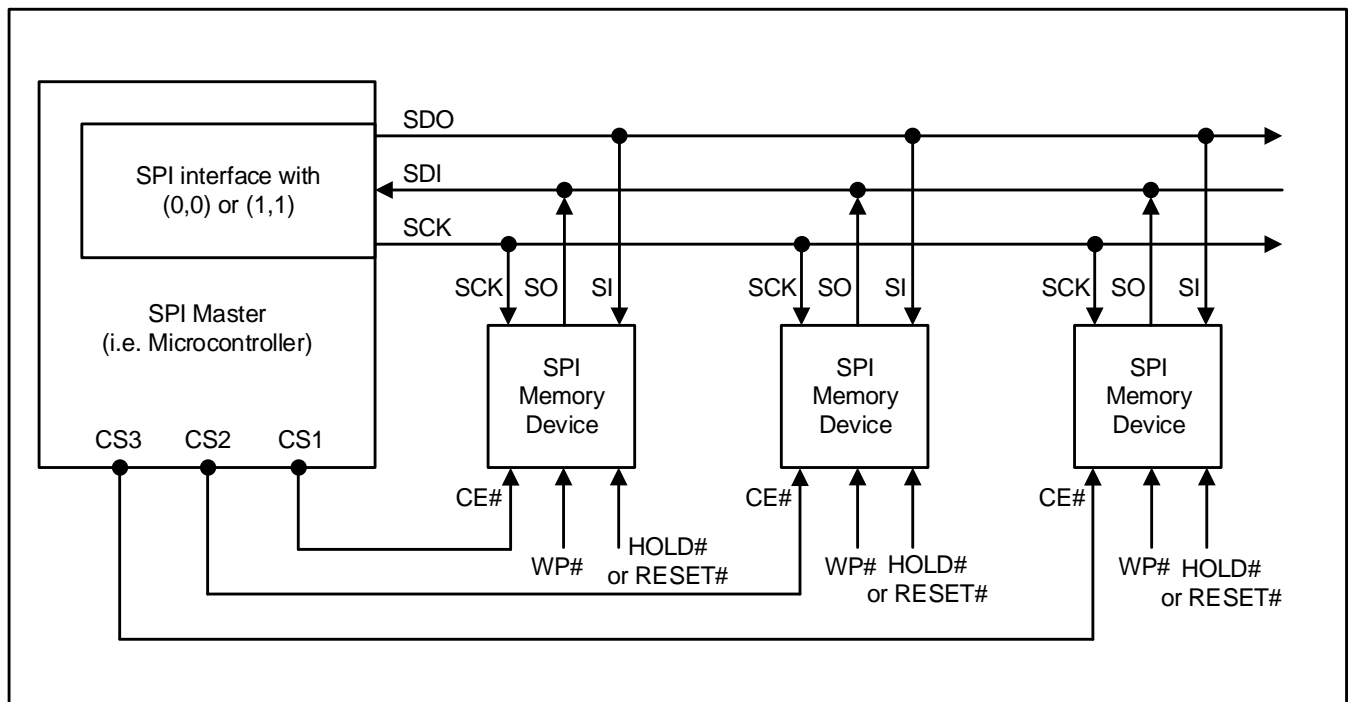 SDO
SPI interface with
(0,0) or (1,1)
SDI
SCK
SPI Master
(i.e. Microcontroller)
CS3
CS2
CS1
SCK
SO
SI
SPI
Memory
Device
CE#
WP#
HOLD#
or RESET#
SCK
SO
SI
SPI
Memory
Device
CE#
WP#
HOLD#
or RESET#
SCK
SO
SI
SPI
Memory
Device
CE#
WP#
HOLD#
or RESET#